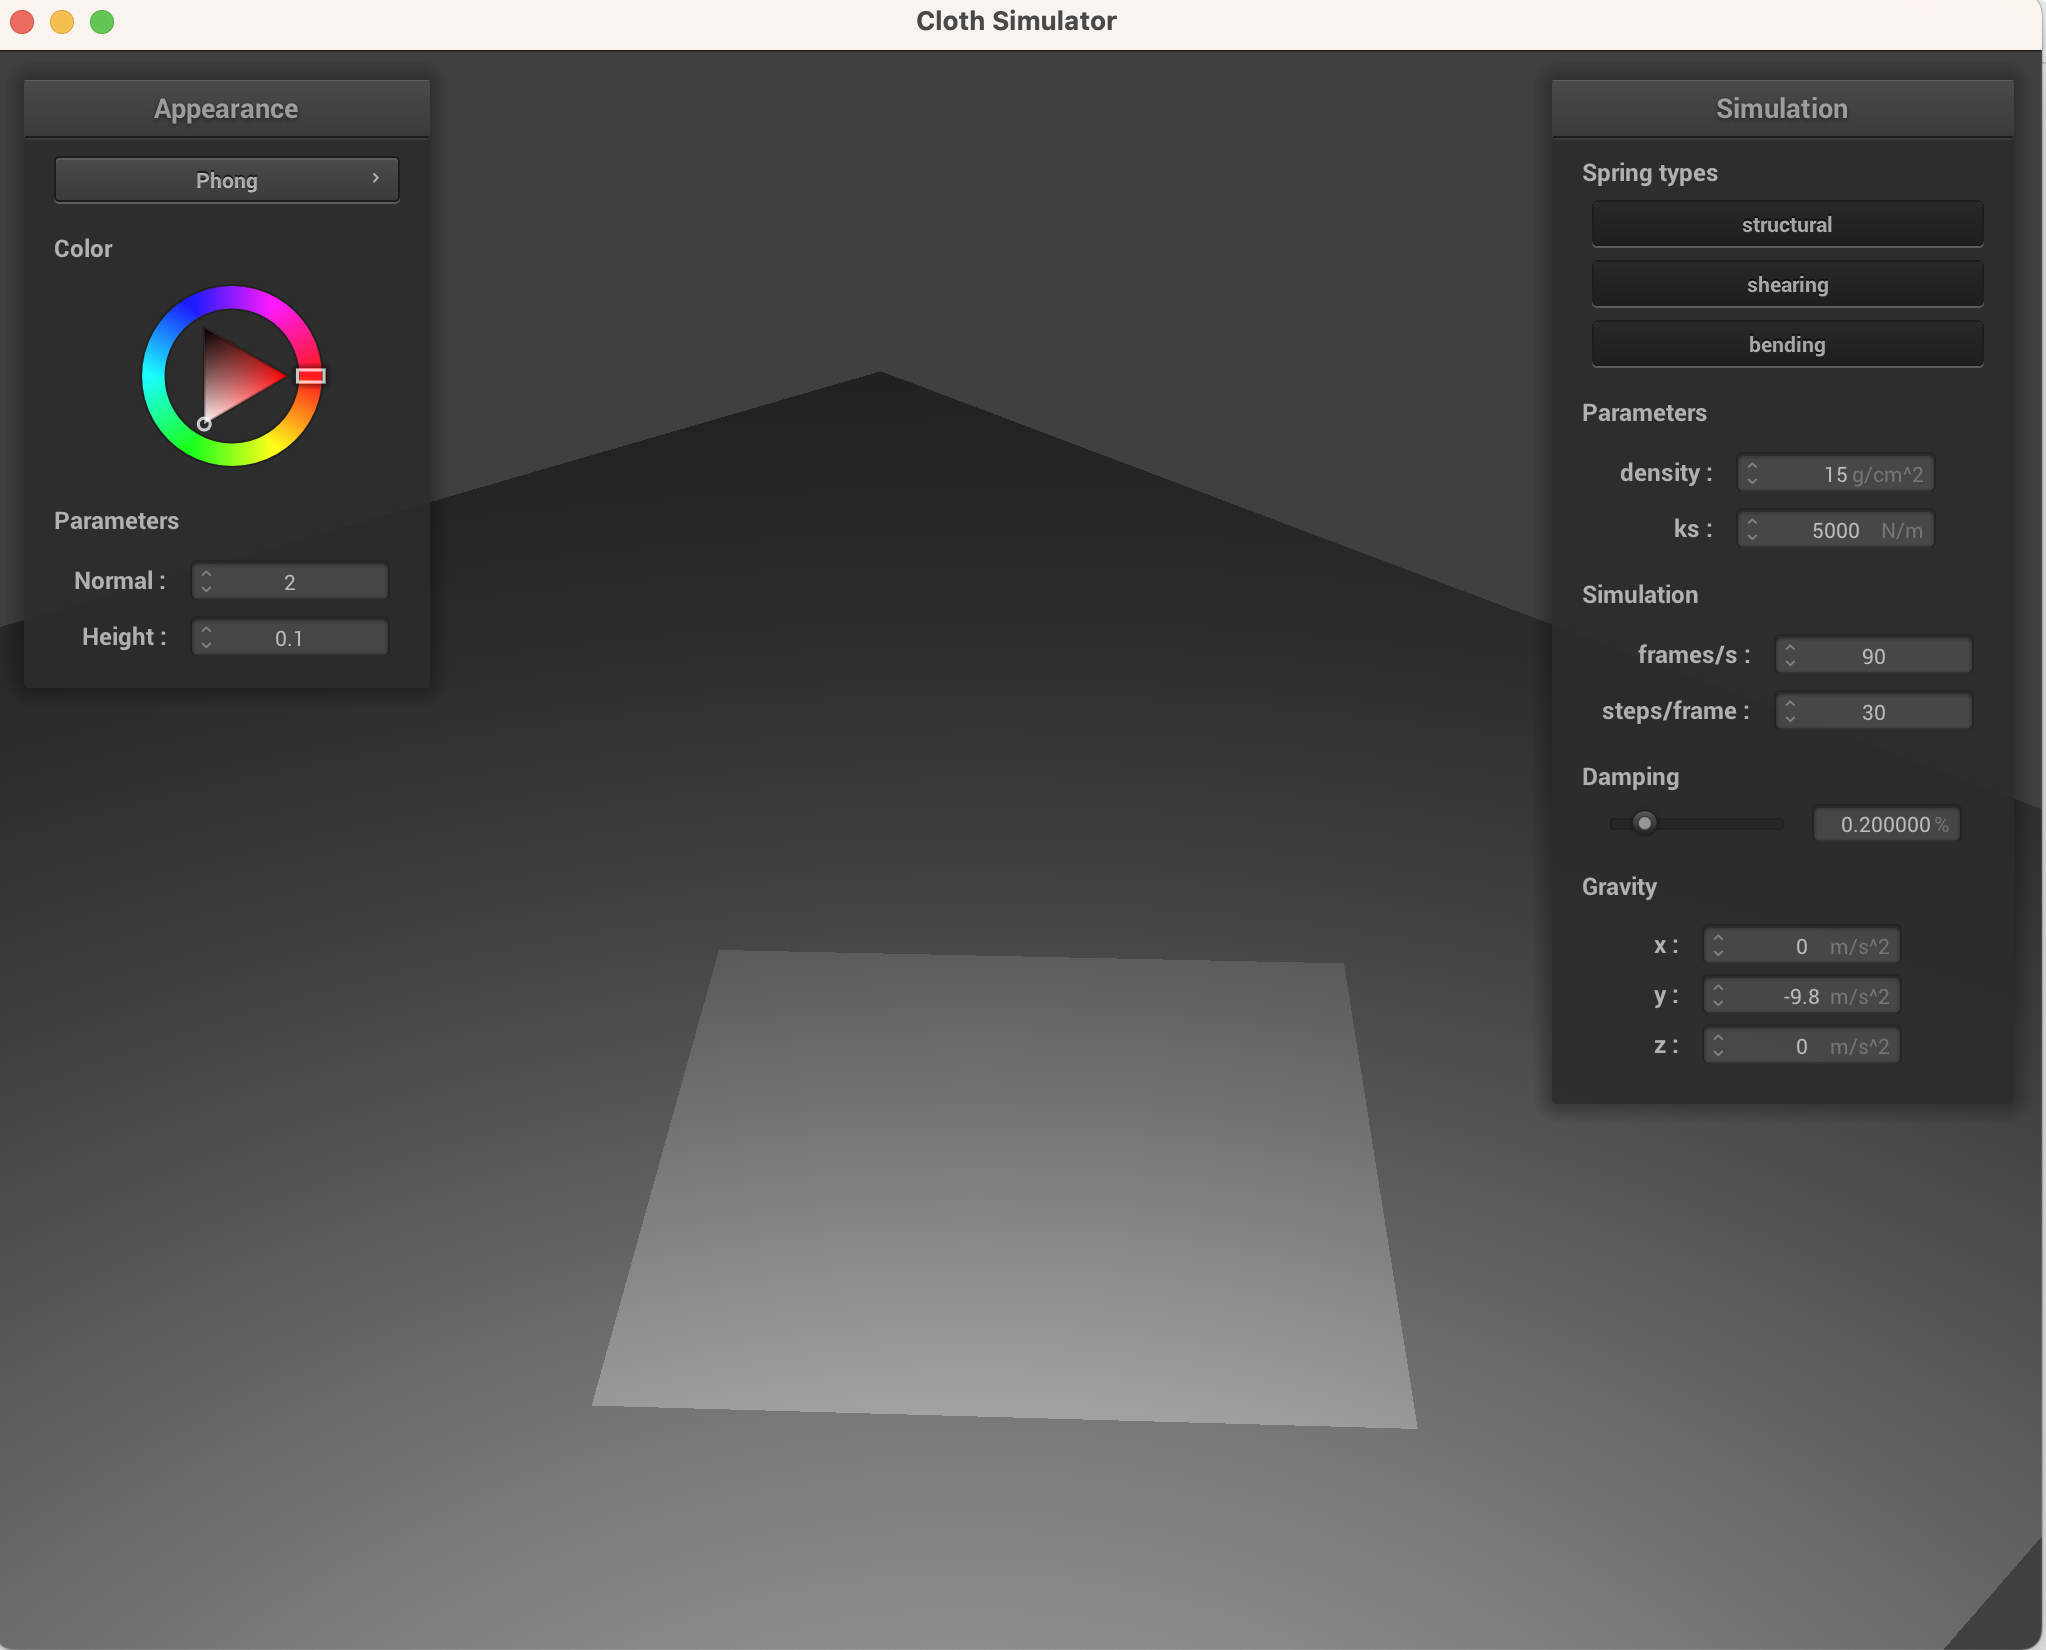 Cloth Simulator
Appearance
Phong
Color
Parameters
Normal : 2
Height : 0.1
Simulation
Spring types
structural
shearing
bending
Parameters
density : 15 g/cm^2
ks : 5000 N/m
Simulation
frames/s : 90
steps/frame : 30
Damping
0.200000 %
Gravity
x : 0 m/s^2
y : -9.8 m/s^2
z : 0 m/s^2